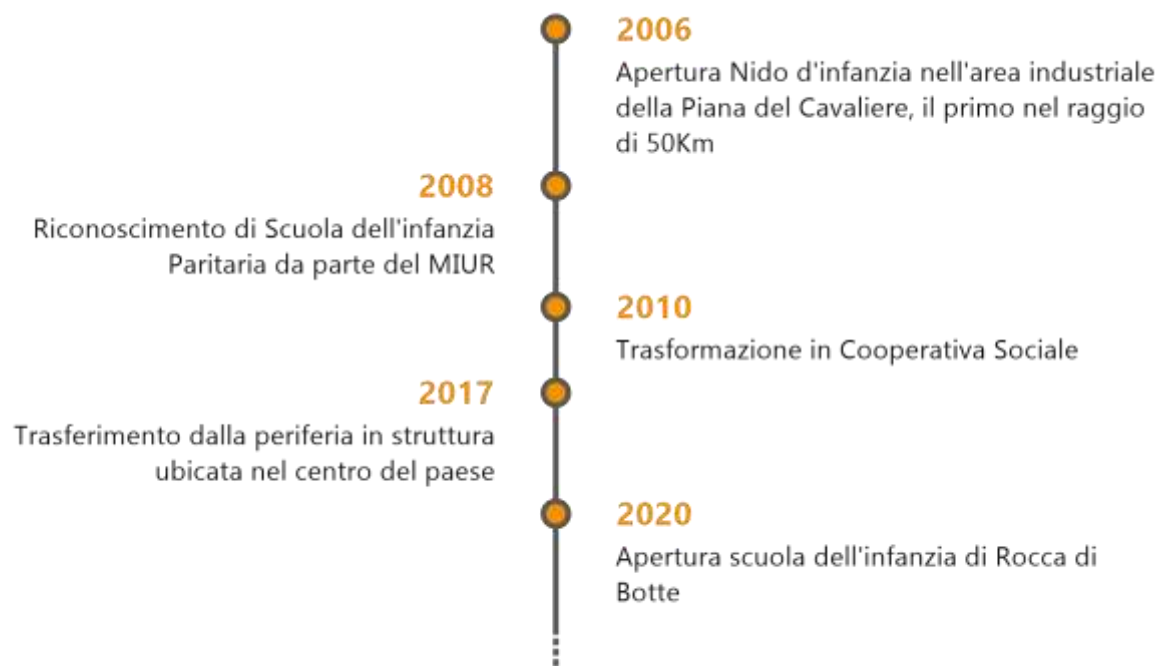 2006
Apertura Nido d'infanzia nell'area industriale
della Piana del Cavaliere, il primo nel raggio
di 50Km
2008
Riconoscimento di Scuola dell'infanzia
Paritaria da parte del MIUR
2010
Trasformazione in Cooperativa Sociale
2017
Trasferimento dalla periferia in struttura
ubicata nel centro del paese
2020
Apertura scuola dell'infanzia di Rocca di
Botte